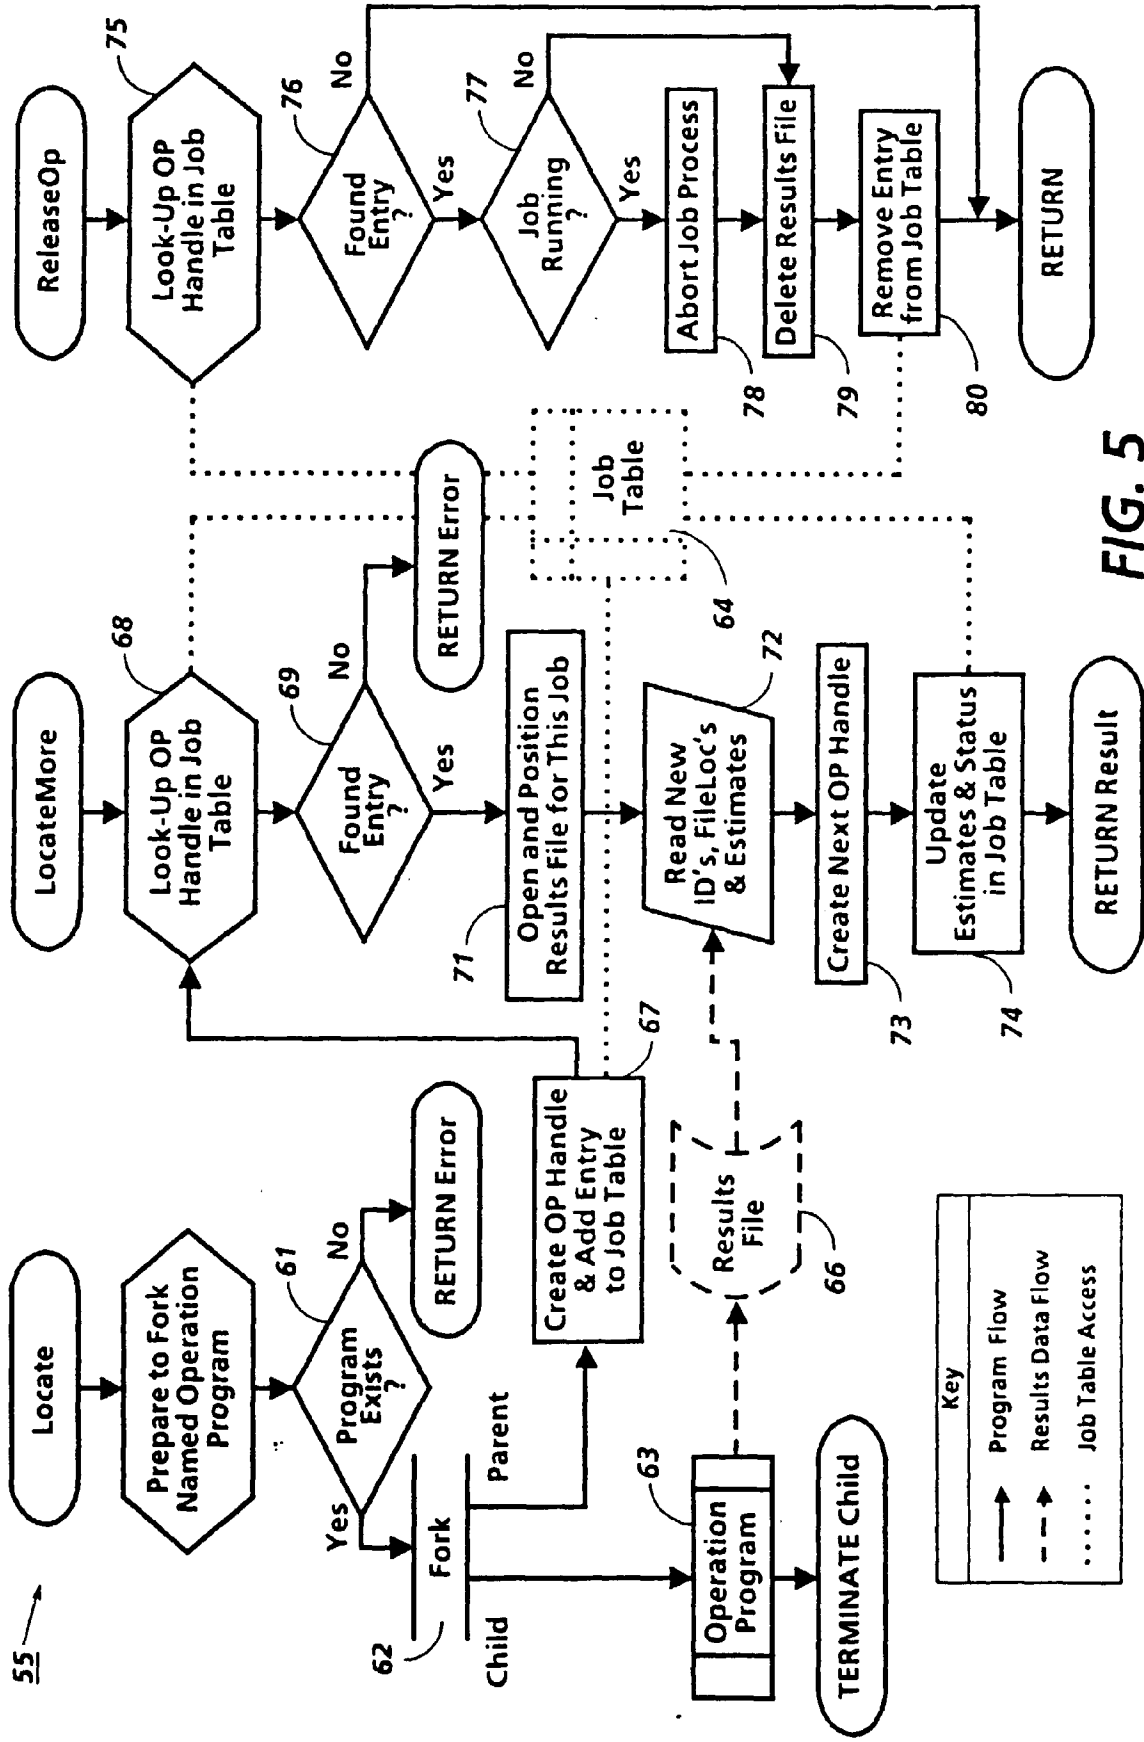 55
Locate
Prepare to Fork
Named Operation
Program
61
Program
Exists
?
No
Yes
RETURN Error
62
Fork
Child
Parent
63
Operation
Program
TERMINATE Child
Create OP Handle
& Add Entry
to Job Table
67
Results
File
66
Key
Program Flow
Results Data Flow
Job Table Access
LocateMore
68
Look-Up OP
Handle in Job
Table
69
Found
Entry
?
No
Yes
RETURN Error
71
Open and Position
Results File for This Job
72
Read New
ID's, FileLoc's
& Estimates
73
Create Next OP Handle
74
Update
Estimates & Status
in Job Table
RETURN Result
Job
Table
64
ReleaseOp
75
Look-Up OP
Handle in Job
Table
76
Found
Entry
?
No
Yes
77
Job
Running
?
No
Yes
Abort Job Process
78
Delete Results File
79
Remove Entry
from Job Table
80
RETURN
FIG. 5